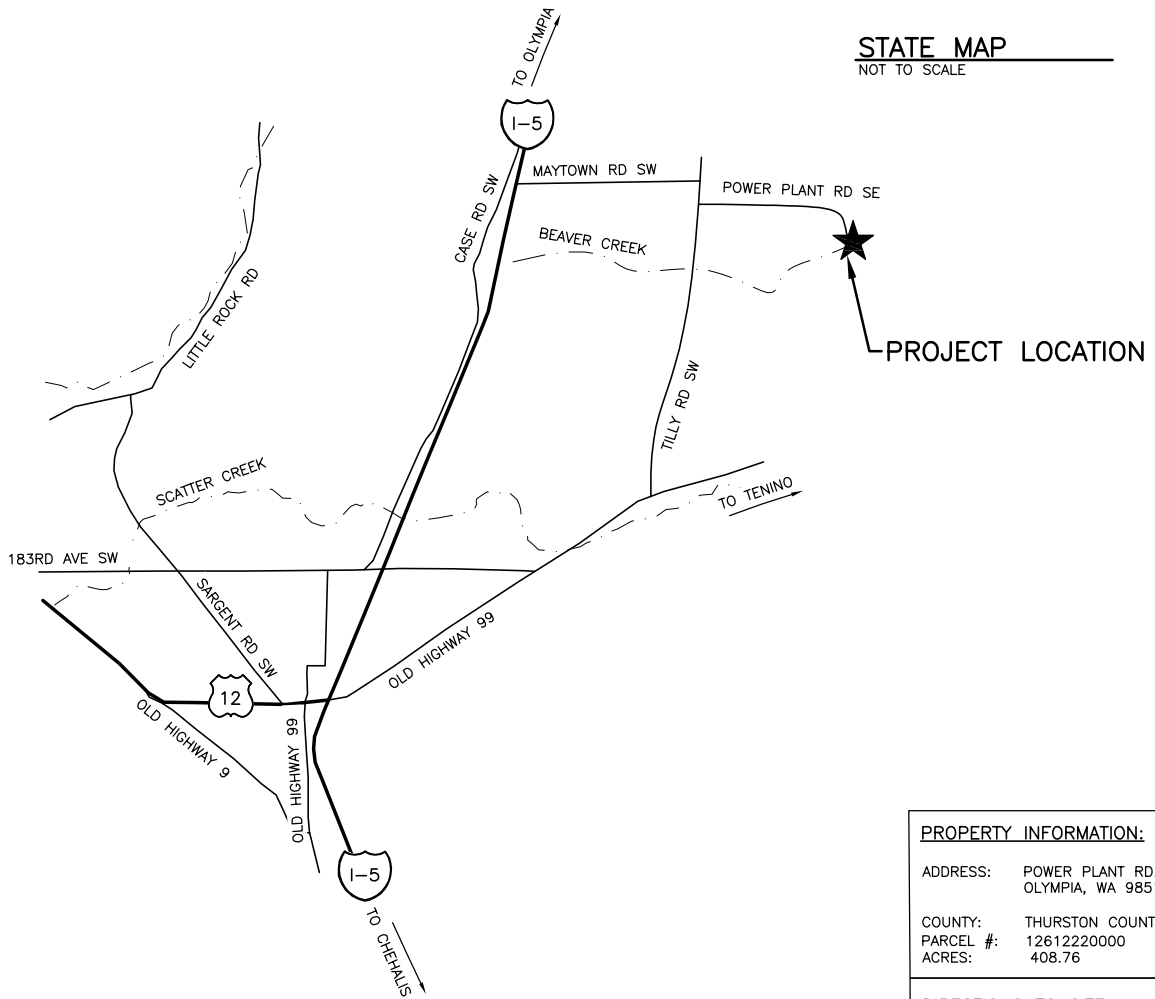 STATE MAP
NOT TO SCALE
TO OLYMPIA
I-5
MAYTOWN RD SW
POWER PLANT RD SE
CASE RD SW
BEAVER CREEK
LITTLE ROCK RD
PROJECT LOCATION
TILLY RD SW
SCATTER CREEK
TO TENINO
183RD AVE SW
SARGENT RD SW
OLD HIGHWAY 99
12
OLD HIGHWAY 9
OLD HIGHWAY 99
I-5
TO CHEHALIS
PROPERTY INFORMATION:
ADDRESS: POWER PLANT RD
OLYMPIA, WA 985
COUNTY: THURSTON COUNT
PARCEL #: 12612220000
ACRES: 408.76